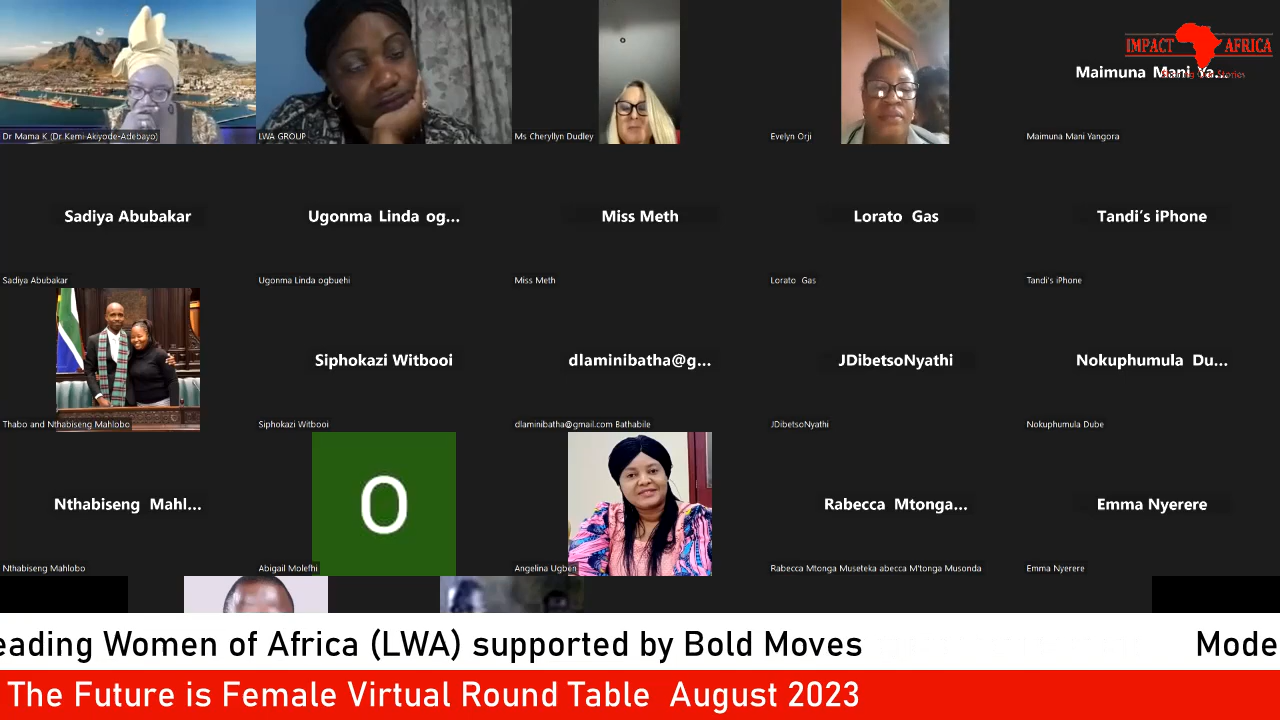 IMPACT AFRICA
Maimuna Mani Ya...
Dr Mama K (Dr Kemi-Akiyode-Adebayo)
LWA GROUP
Ms Cheryllyn Dudley
Evelyn Orji
Maimuna Mani Yangora
Sadiya Abubakar
Ugonma Linda og...
Miss Meth
Lorato Gas
Tandi's iPhone
Sadiya Abubakar
Ugonma Linda ogbuehi
Miss Meth
Lorato Gas
Tandi's iPhone
Siphokazi Witbooi
dlaminibatha@g...
JDibetsoNyathi
Nokuphumula Du...
Thabo and Nthabiseng Mahlobo
Siphokazi Witbooi
dlaminibatha@gmail.com Bathabile
JDibetsoNyathi
Nokuphumula Dube
Nthabiseng Mahl...
O
Rabecca Mtonga...
Emma Nyerere
Nthabiseng Mahlobo
Abigail Molefhi
Angelina Ugben
Rabecca Mtonga Museteka abecca M'tonga Musonda
Emma Nyerere
eading Women of Africa (LWA) supported by Bold Moves
Mode
The Future is Female Virtual Round Table August 2023